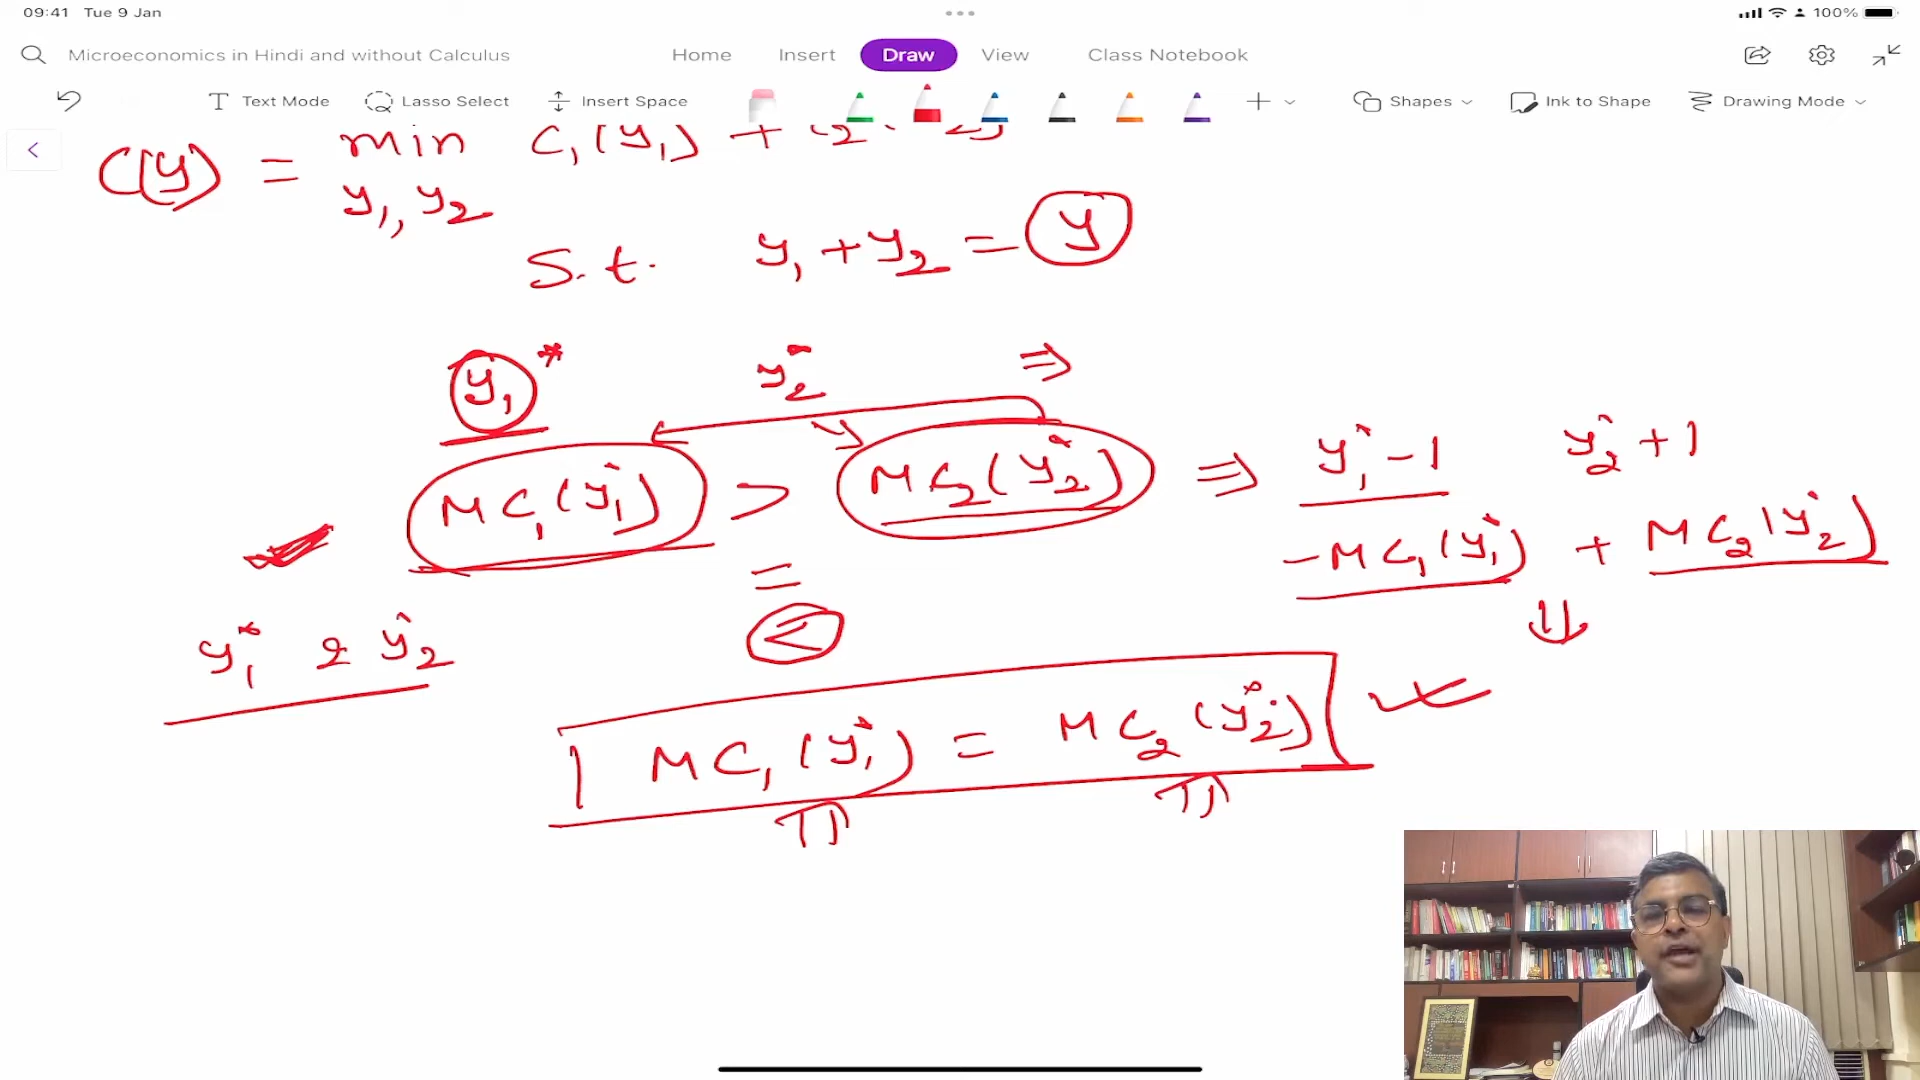 09:41 Tue 9 Jan 100%
Microeconomics in Hindi and without Calculus Home Insert Draw View Class Notebook
Text Mode Lasso Select Insert Space Shapes Ink to Shape Drawing Mode
C(y) = min C₁(y₁) +
y₁, y₂
S.t. y₁ + y₂ = y
y₁* y₂* ⇒
MC₁(y₁*) > MC₂(y₂*) ⇒ y₁* - 1 y₂* + 1
- MC₁(y₁*) + MC₂(y₂*)
=
<
⇓
y₁* & y₂*
MC₁(y₁*) = MC₂(y₂*)